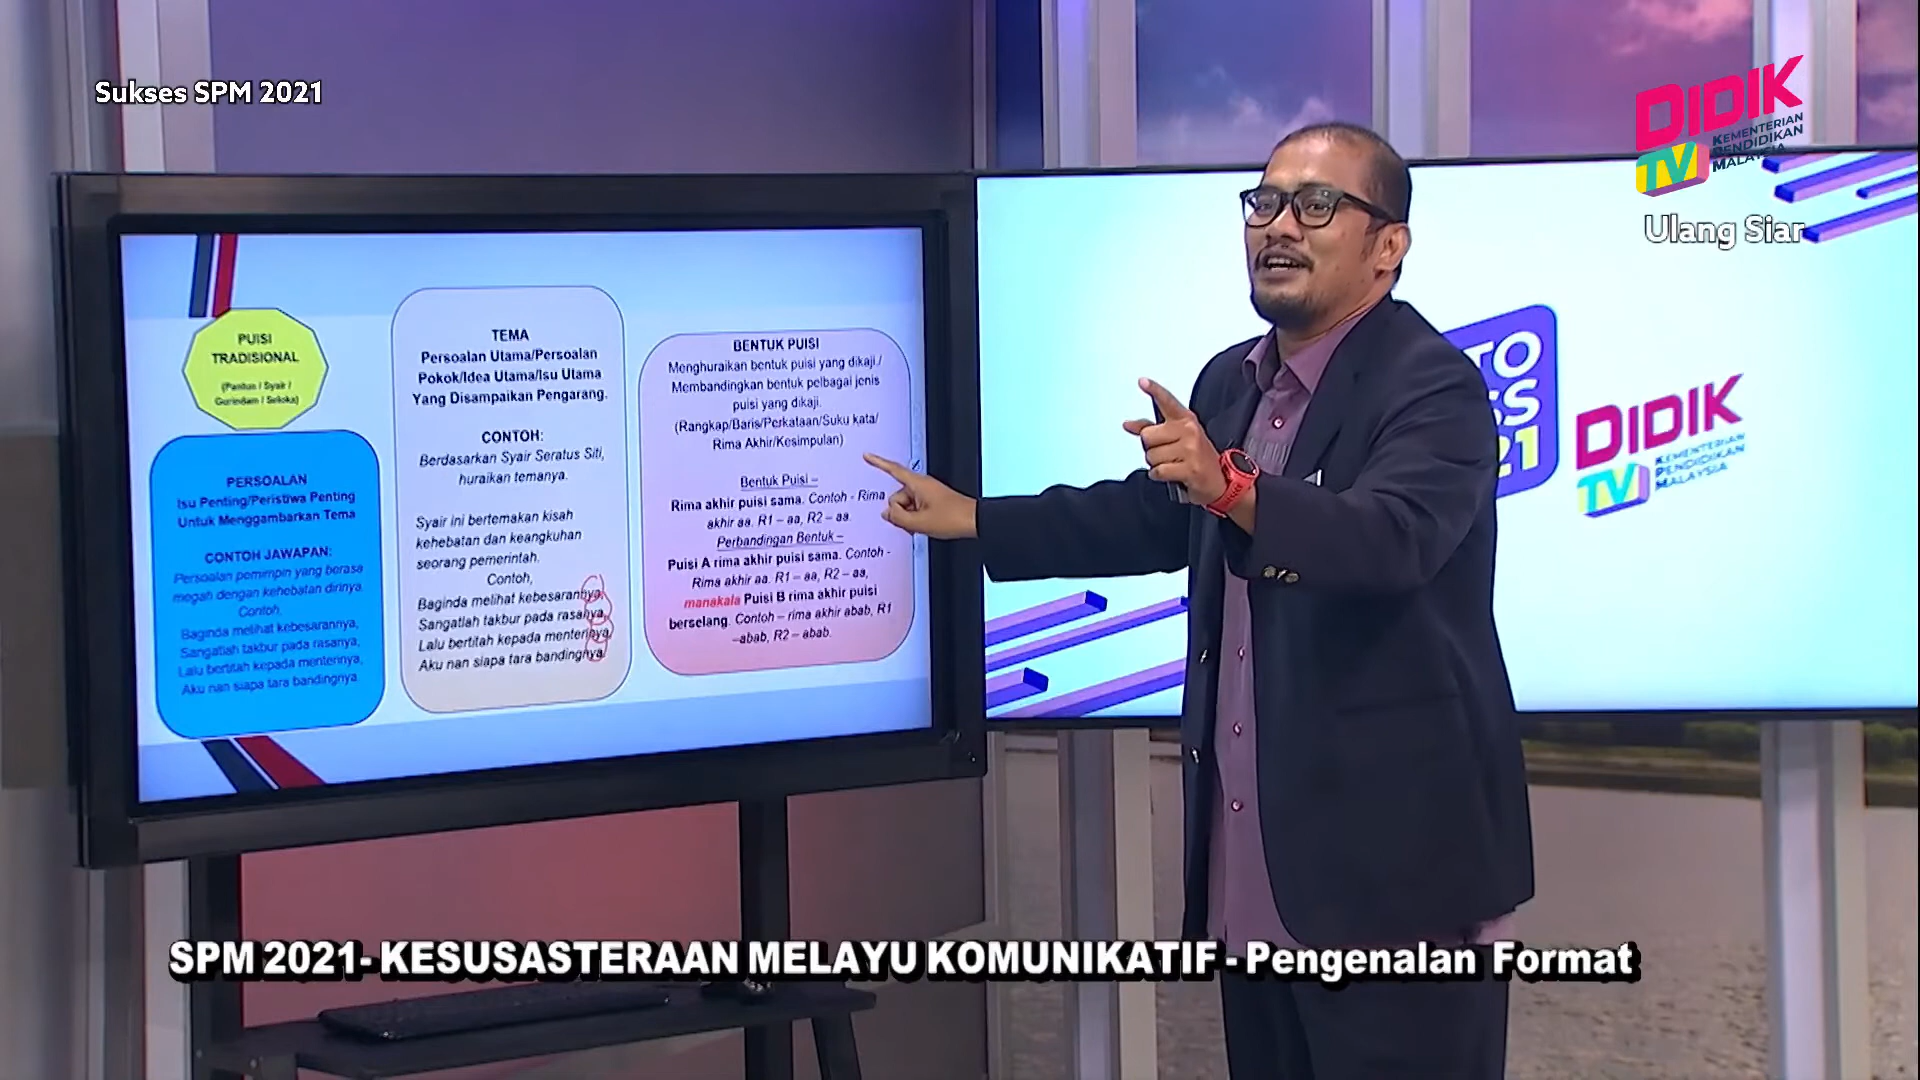 Sukses SPM 2021
DIDIK
TV
KEMENTERIAN
PENDIDIKAN
MALAYSIA
Ulang Siar
PUISI
TRADISIONAL
(Pantun / Syair /
Gurindam / Seloka)
PERSOALAN
Isu Penting/Peristiwa Penting
Untuk Menggambarkan Tema
CONTOH JAWAPAN:
Persoalan pemimpin yang berasa
megah dengan kehebatan dirinya.
Contoh,
Baginda melihat kebesarannya,
Sangatlah takbur pada rasanya,
Lalu bertitah kepada menterinya,
Aku nan siapa tara bandingnya.
TEMA
Persoalan Utama/Persoalan
Pokok/Idea Utama/Isu Utama
Yang Disampaikan Pengarang.
CONTOH:
Berdasarkan Syair Seratus Siti,
huraikan temanya.
Syair ini bertemakan kisah
kehebatan dan keangkuhan
seorang pemerintah.
Contoh,
Baginda melihat kebesarannya,
Sangatlah takbur pada rasanya,
Lalu bertitah kepada menterinya,
Aku nan siapa tara bandingnya.
BENTUK PUISI
Menghuraikan bentuk puisi yang dikaji./
Membandingkan bentuk pelbagai jenis
puisi yang dikaji.
(Rangkap/Baris/Perkataan/Suku kata/
Rima Akhir/Kesimpulan)
Bentuk Puisi –
Rima akhir puisi sama. Contoh - Rima
akhir aa. R1 – aa, R2 – aa.
Perbandingan Bentuk –
Puisi A rima akhir puisi sama. Contoh -
Rima akhir aa. R1 – aa, R2 – aa,
manakala Puisi B rima akhir puisi
berselang. Contoh – rima akhir abab, R1
–abab, R2 – abab.
TO
SS
21
DIDIK
TV
KEMENTERIAN
PENDIDIKAN
MALAYSIA
SPM 2021- KESUSASTERAAN MELAYU KOMUNIKATIF - Pengenalan Format